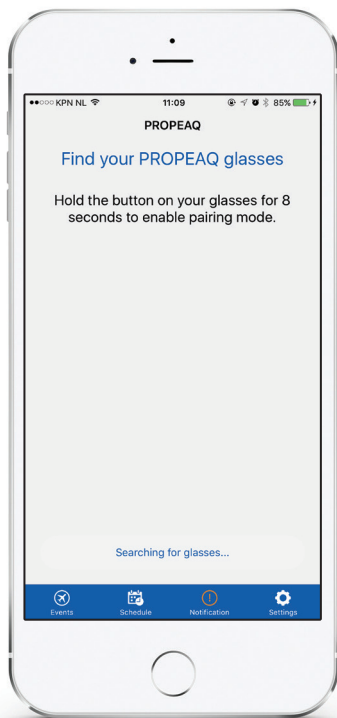 KPN NL 11:09 85%
PROPEAQ
Find your PROPEAQ glasses
Hold the button on your glasses for 8
seconds to enable pairing mode.
Searching for glasses...
Events Schedule Notification Settings